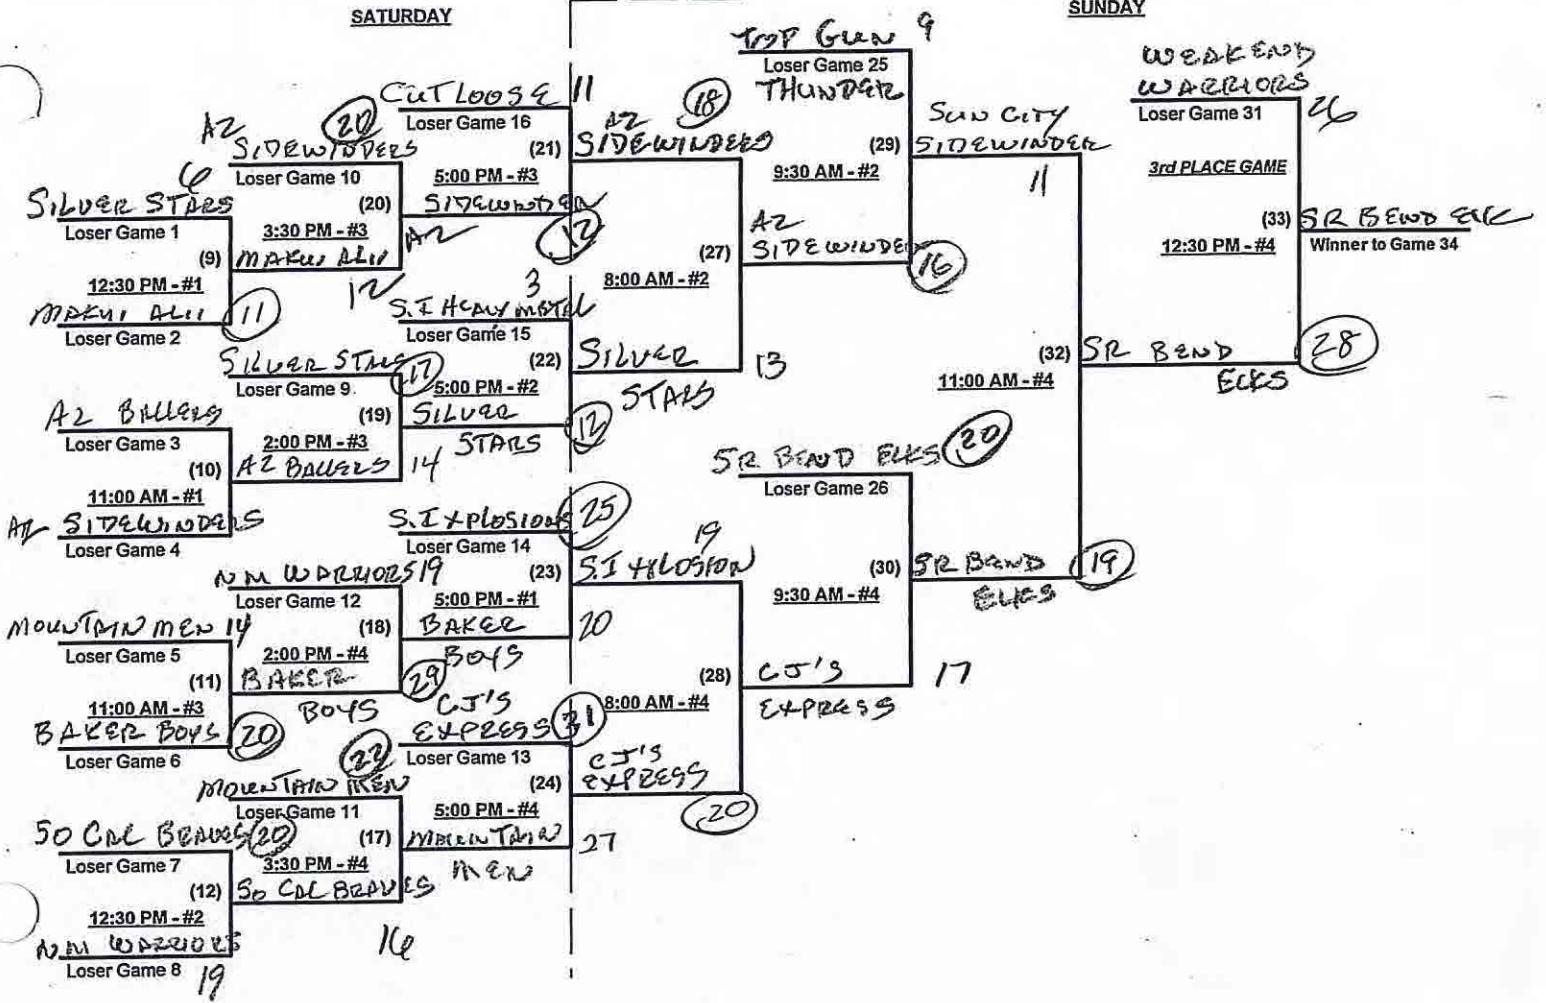 SATURDAY
SUNDAY
TOP GUN 9
Loser Game 25
THUNDER
WEAKEND
WARRIORS
Loser Game 31
26
CUT LOOSE 11
Loser Game 16
AZ
SIDEWINDERS 20
Loser Game 10
(21)
AZ 18
SIDEWINDERS
(29)
SUN CITY
SIDEWINDER
11
3rd PLACE GAME
5:00 PM - #3
9:30 AM - #2
6
SILVER STARS
Loser Game 1
(20)
SIDEWINDER
AZ
12
3:30 PM - #3
(33)
SR BEND ELK
Winner to Game 34
12:30 PM - #4
(9)
MAKUI ALII
12
12:30 PM - #1
MAKUI ALII 11
Loser Game 2
(27)
AZ
SIDEWINDER
16
8:00 AM - #2
3
S.I HEAVY METAL
Loser Game 15
SILVER STARS 17
Loser Game 9
(22)
SILVER
STARS
13
5:00 PM - #2
(32)
SR BEND
ELKS
28
11:00 AM - #4
AZ BALLERS
Loser Game 3
(19)
SILVER
STARS
12
2:00 PM - #3
(10)
AZ BALLERS 14
11:00 AM - #1
AZ SIDEWINDERS
Loser Game 4
SR BEND ELKS 20
Loser Game 26
S.I XPLOSIONS 25
Loser Game 14
NM WARRIORS 19
Loser Game 12
(23)
19
S.I XPLOSION
5:00 PM - #1
(30)
SR BEND
ELKS
19
9:30 AM - #4
MOUNTAIN MEN 14
Loser Game 5
(18)
BAKER
BOYS
20
2:00 PM - #4
(11)
BAKER
BOYS
29
11:00 AM - #3
BAKER BOYS 20
Loser Game 6
(28)
CJ'S
EXPRESS
17
8:00 AM - #4
CJ'S
EXPRESS 31
Loser Game 13
22
MOUNTAIN MEN
Loser Game 11
(24)
CJ'S
EXPRESS
20
5:00 PM - #4
SO CAL BRAVES 20
Loser Game 7
(17)
MOUNTAIN
MEN
27
3:30 PM - #4
(12)
SO CAL BRAVES
16
12:30 PM - #2
NM WARRIORS
Loser Game 8
19